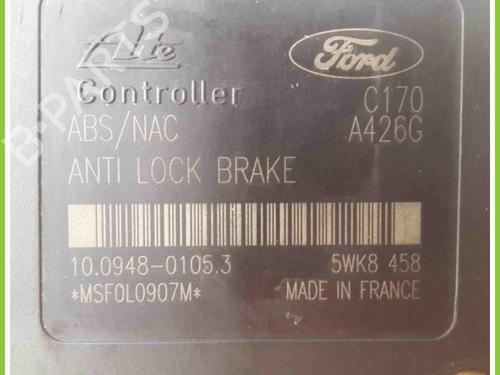 Ate
Ford
Controller
C170
ABS/NAC
A426G
ANTI LOCK BRAKE
10.0948-0105.3
5WK8 458
*MSF0L0907M*
MADE IN FRANCE
B-PARTS